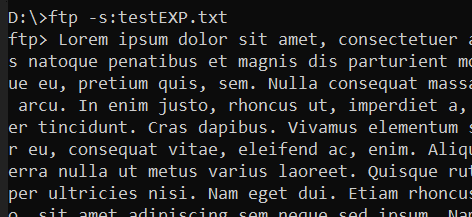 D:\>ftp -s:testEXP.txt
ftp> Lorem ipsum dolor sit amet, consectetuer a
s natoque penatibus et magnis dis parturient mo
ue eu, pretium quis, sem. Nulla consequat massa
arcu. In enim justo, rhoncus ut, imperdiet a,
er tincidunt. Cras dapibus. Vivamus elementum s
r eu, consequat vitae, eleifend ac, enim. Aliqu
erra nulla ut metus varius laoreet. Quisque rut
per ultricies nisi. Nam eget dui. Etiam rhoncus
o, sit amet adipiscing sem neque sed ipsum. Nam